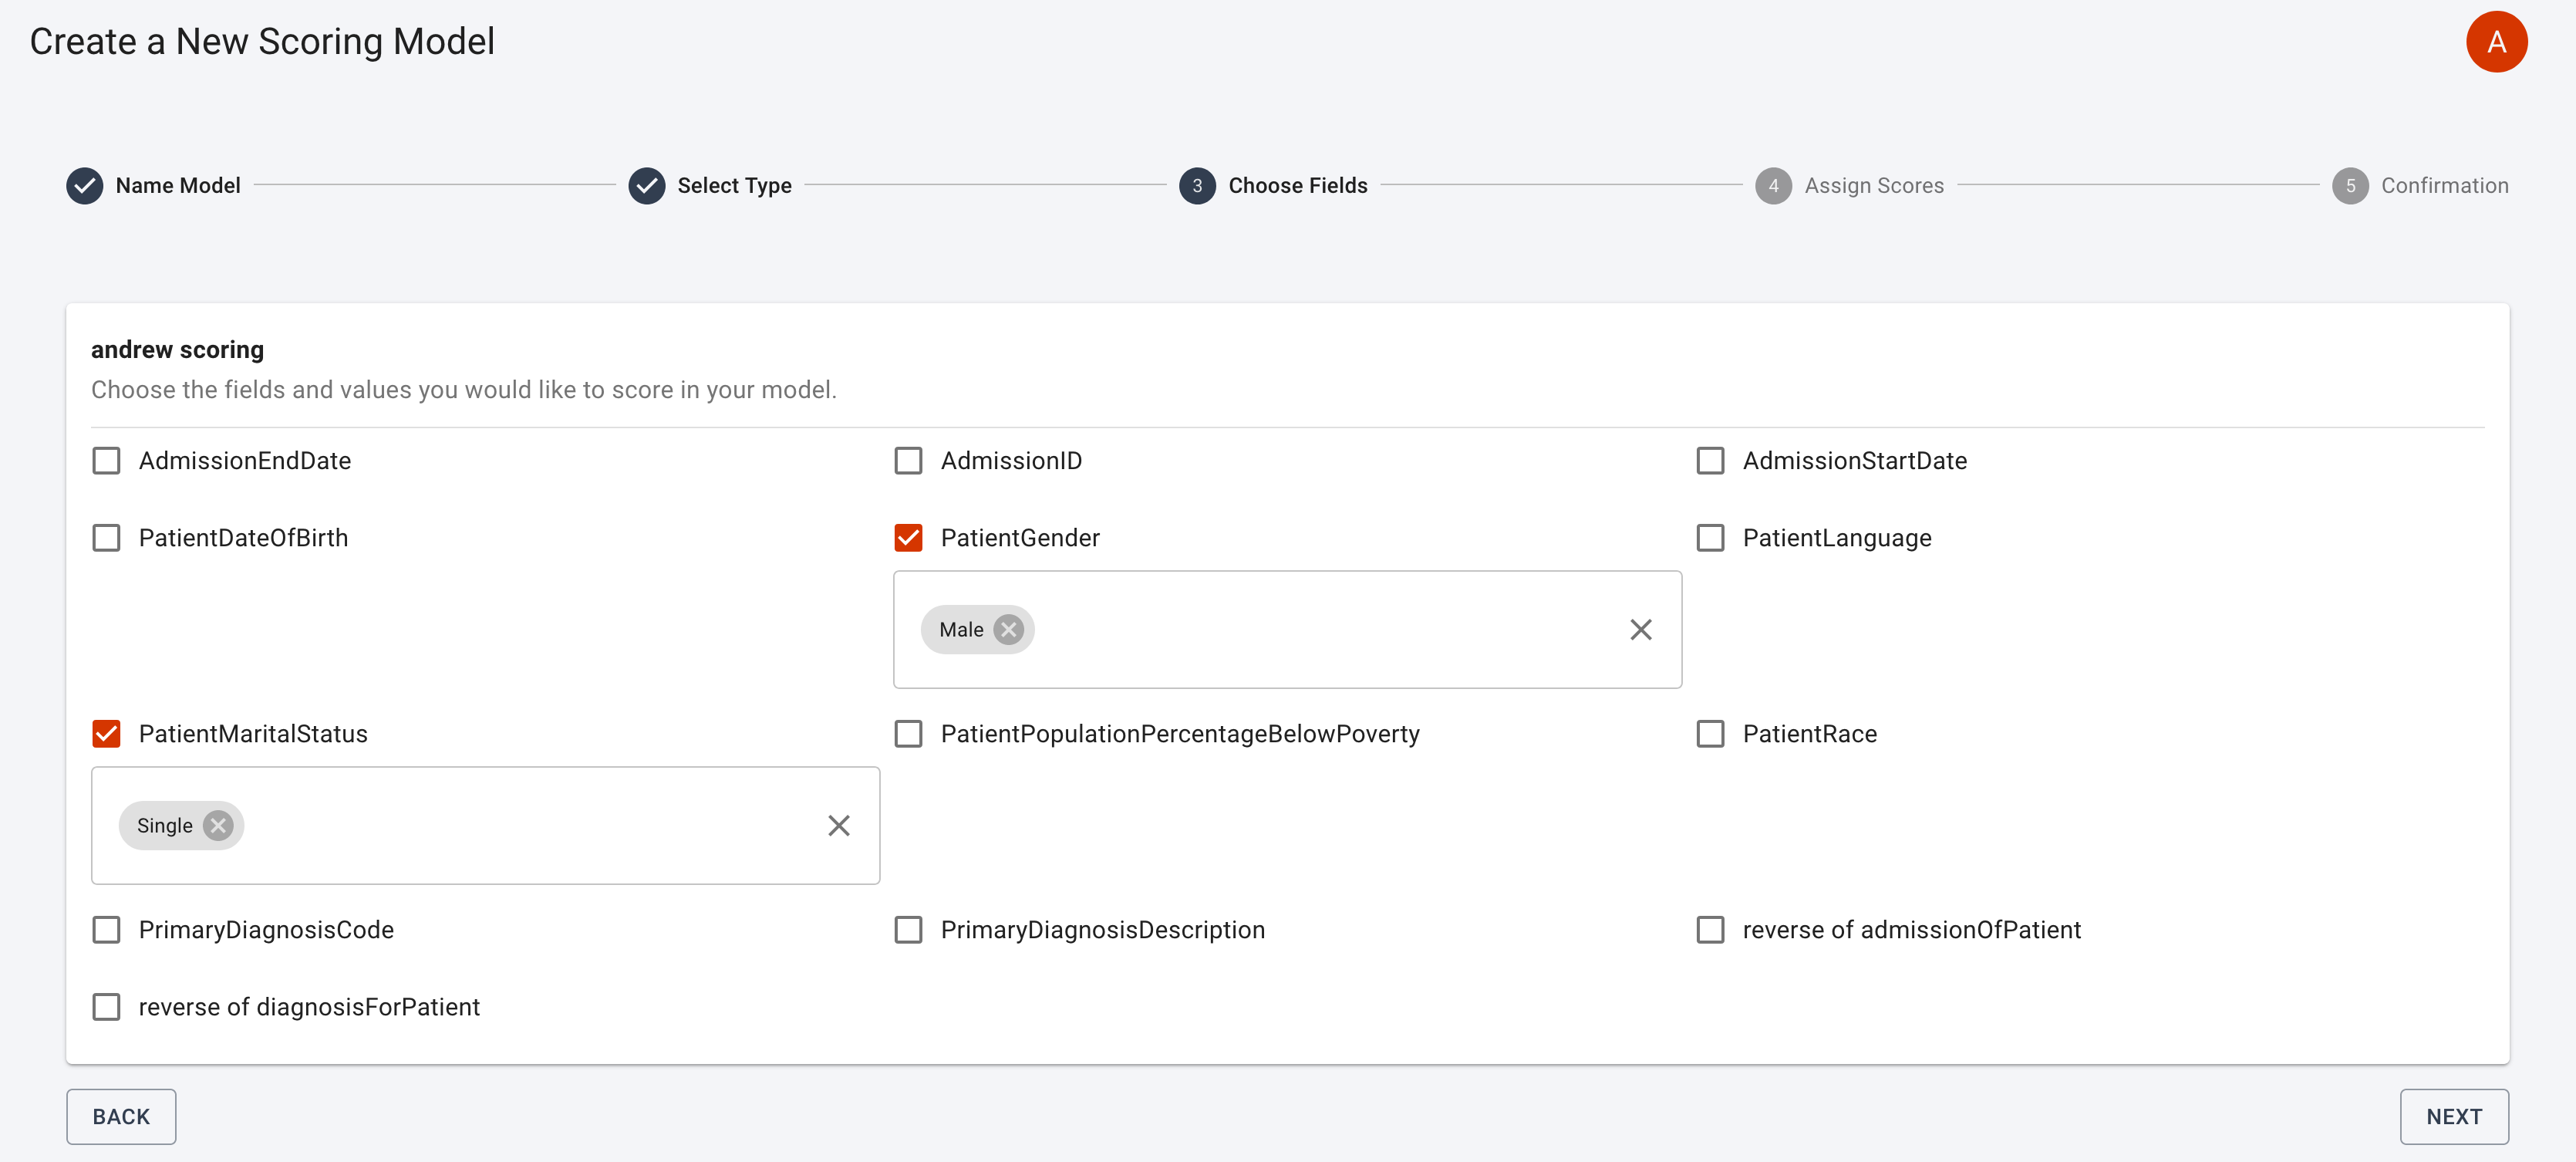 Create a New Scoring Model
A
Name Model
Select Type
3 Choose Fields
4 Assign Scores
5 Confirmation
andrew scoring
Choose the fields and values you would like to score in your model.
AdmissionEndDate
AdmissionID
AdmissionStartDate
PatientDateOfBirth
PatientGender
PatientLanguage
Male
PatientMaritalStatus
PatientPopulationPercentageBelowPoverty
PatientRace
Single
PrimaryDiagnosisCode
PrimaryDiagnosisDescription
reverse of admissionOfPatient
reverse of diagnosisForPatient
BACK
NEXT